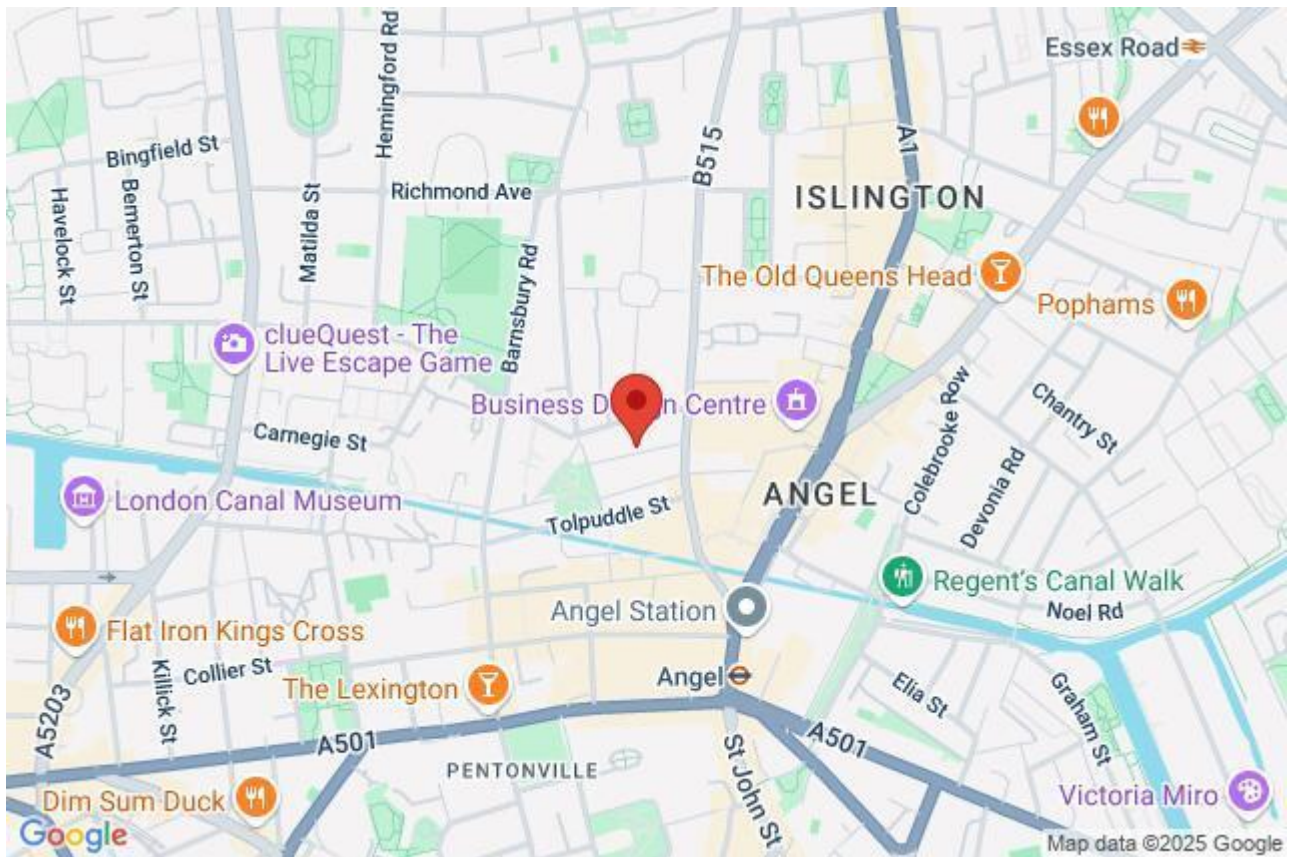 Essex Road
Hemingford Rd
A1
B515
Bingfield St
Havelock St
Bemerton St
Matilda St
Richmond Ave
ISLINGTON
Barnsbury Rd
The Old Queens Head
Pophams
clueQuest - The
Live Escape Game
Business D n Centre
Colebrooke Row
Chantry St
Carnegie St
Devonia Rd
London Canal Museum
ANGEL
Tolpuddle St
Regent's Canal Walk
Noel Rd
Angel Station
Flat Iron Kings Cross
Killick St
Collier St
The Lexington
Angel
Elia St
Graham St
A5203
A501
A501
St John St
PENTONVILLE
Dim Sum Duck
Victoria Miro
Google
Map data ©2025 Google